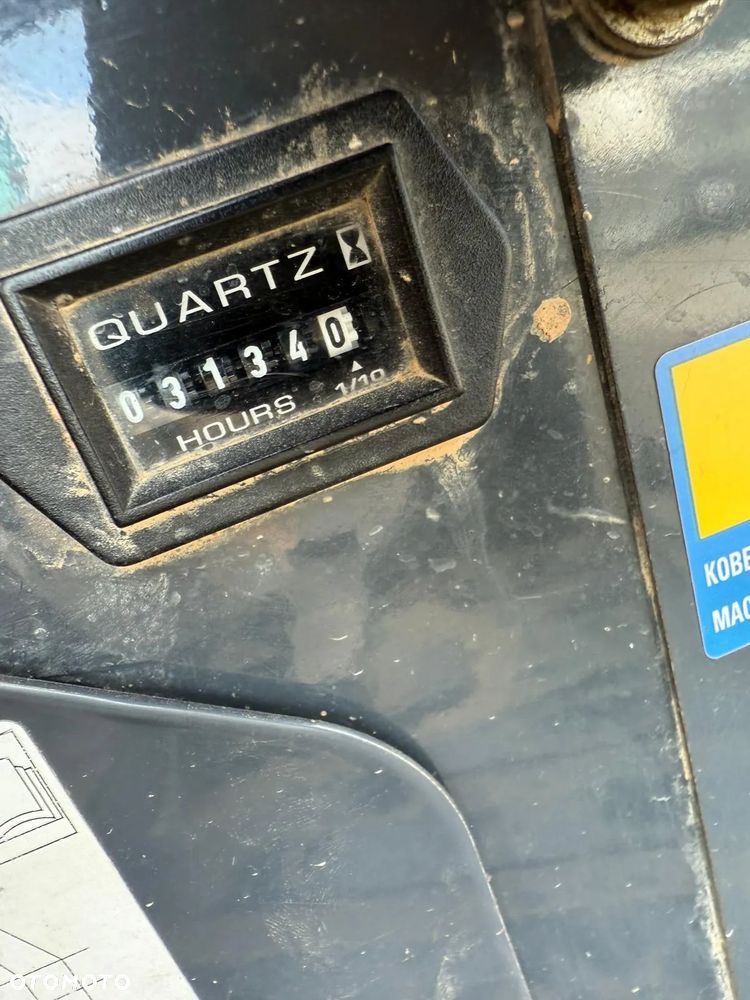 QUARTZ
031340
HOURS 1/10
KOBE
MAC
OTOMOTO